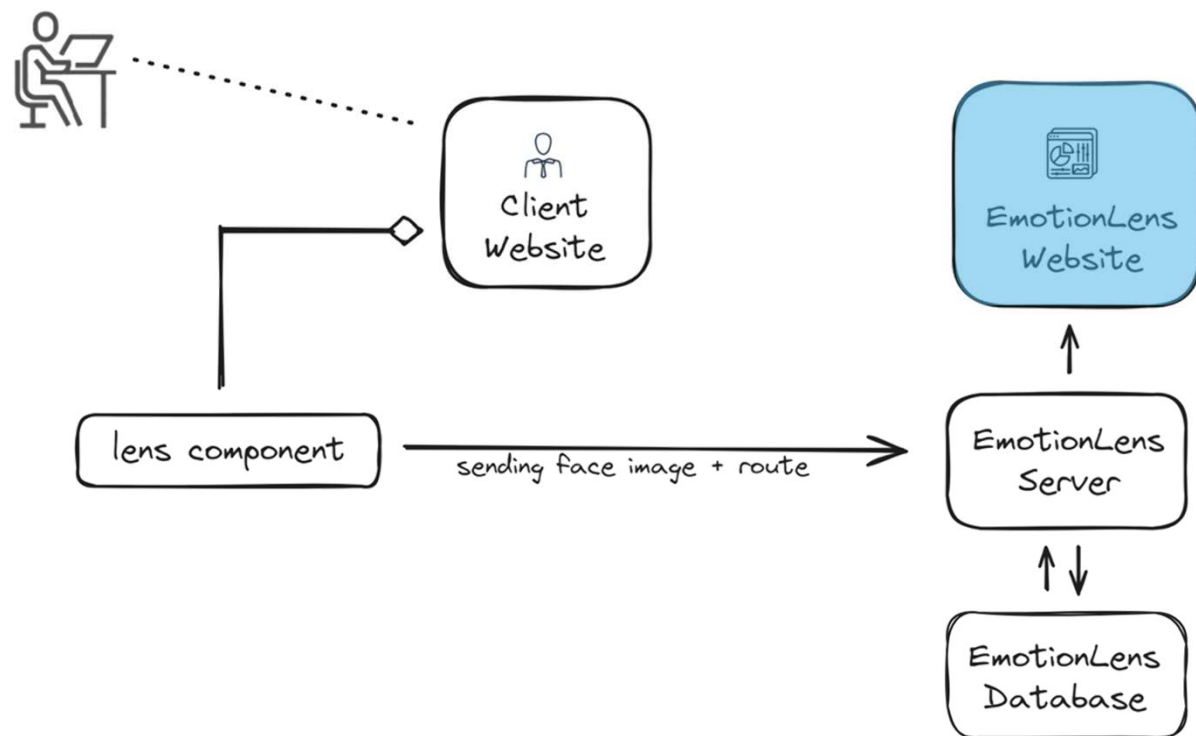 Client
Website
EmotionLens
Website
lens component
sending face image + route
EmotionLens
Server
EmotionLens
Database